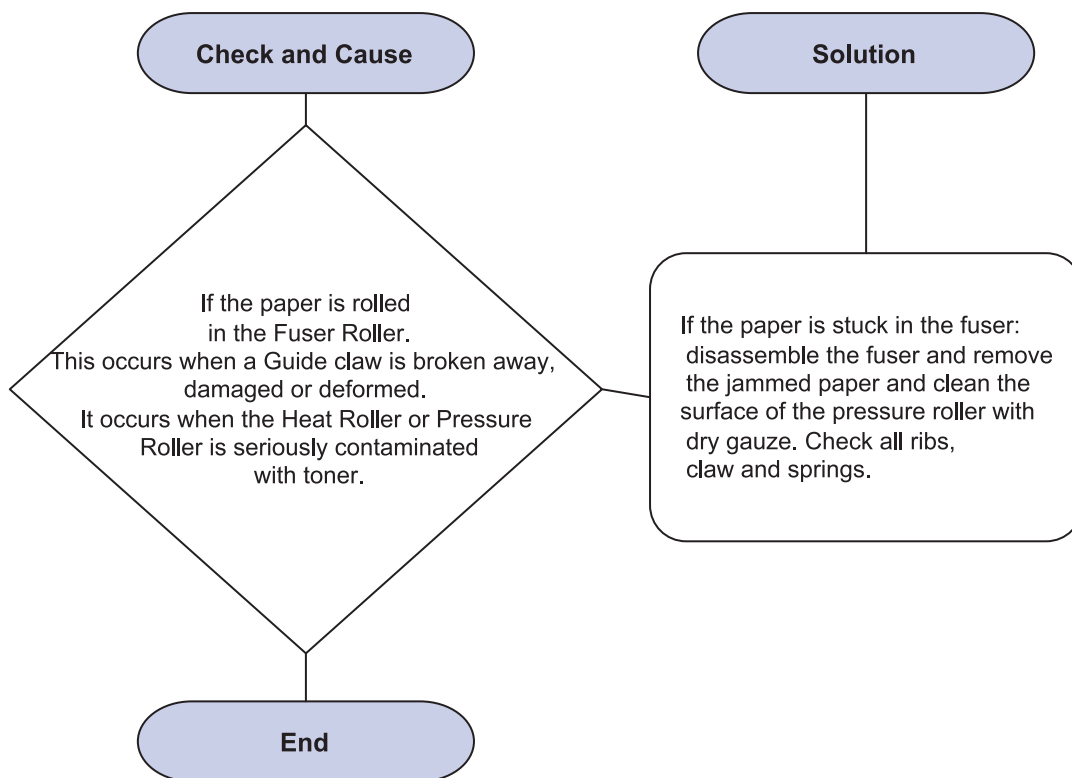 Check and Cause
Solution
If the paper is rolled
in the Fuser Roller.
This occurs when a Guide claw is broken away,
damaged or deformed.
It occurs when the Heat Roller or Pressure
Roller is seriously contaminated
with toner.
If the paper is stuck in the fuser:
disassemble the fuser and remove
the jammed paper and clean the
surface of the pressure roller with
dry gauze. Check all ribs,
claw and springs.
End